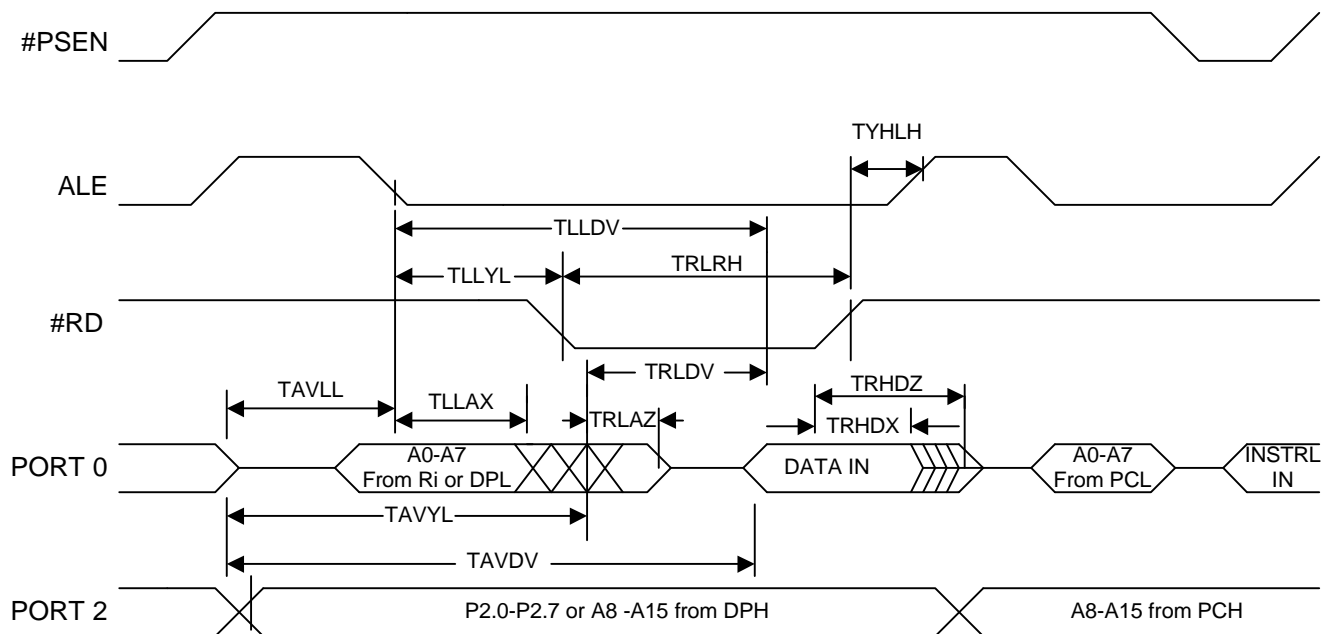 #PSEN
TYHLH
ALE
TLLDV
TLLYL
TRLRH
#RD
TRLDV
TAVLL
TLLAX
TRLAZ
TRHDZ
TRHDX
PORT 0
A0-A7
From Ri or DPL
DATA IN
A0-A7
From PCL
INSTRL
IN
TAVYL
TAVDV
PORT 2
P2.0-P2.7 or A8 -A15 from DPH
A8-A15 from PCH